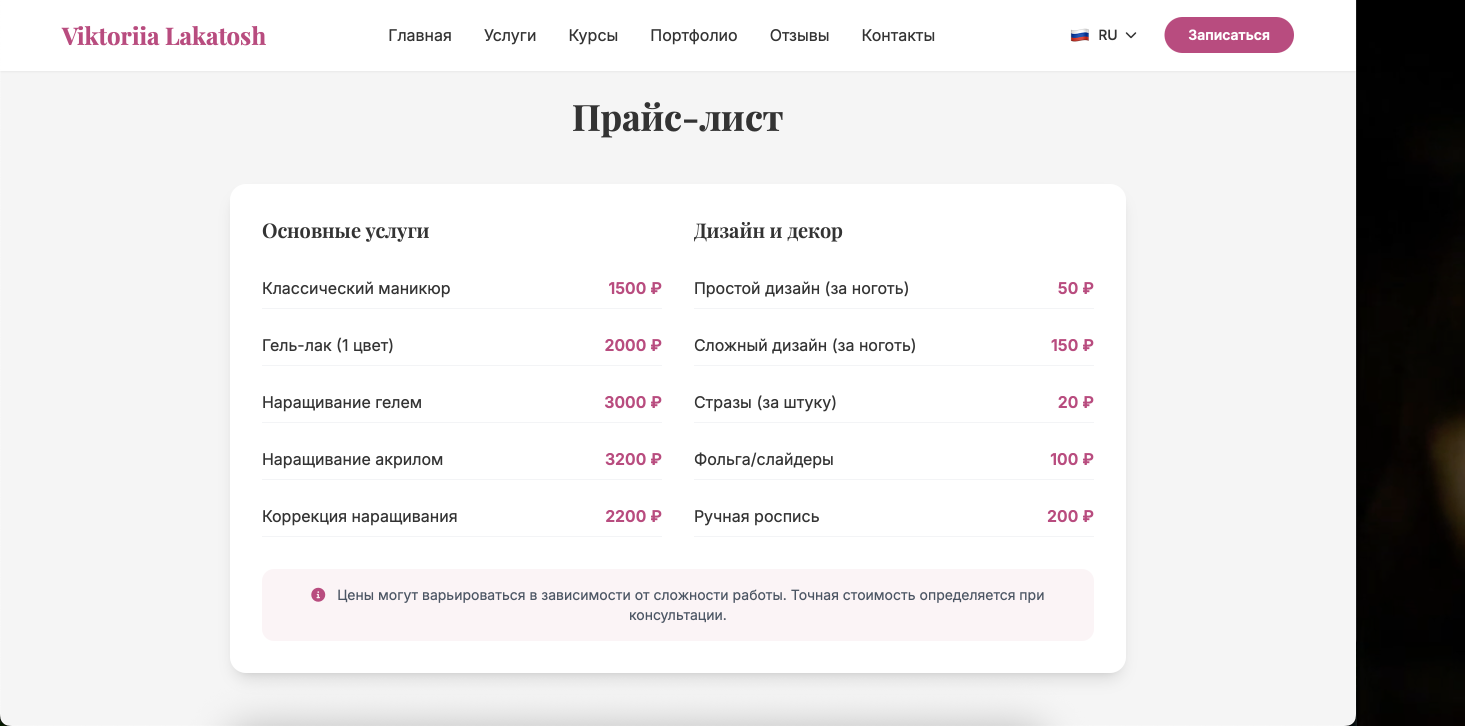 Viktoriia Lakatosh
Главная Услуги Курсы Портфолио Отзывы Контакты
RU
Записаться
Прайс-лист
Основные услуги
Классический маникюр 1500 ₽
Гель-лак (1 цвет) 2000 ₽
Наращивание гелем 3000 ₽
Наращивание акрилом 3200 ₽
Коррекция наращивания 2200 ₽
Дизайн и декор
Простой дизайн (за ноготь) 50 ₽
Сложный дизайн (за ноготь) 150 ₽
Стразы (за штуку) 20 ₽
Фольга/слайдеры 100 ₽
Ручная роспись 200 ₽
Цены могут варьироваться в зависимости от сложности работы. Точная стоимость определяется при
консультации.